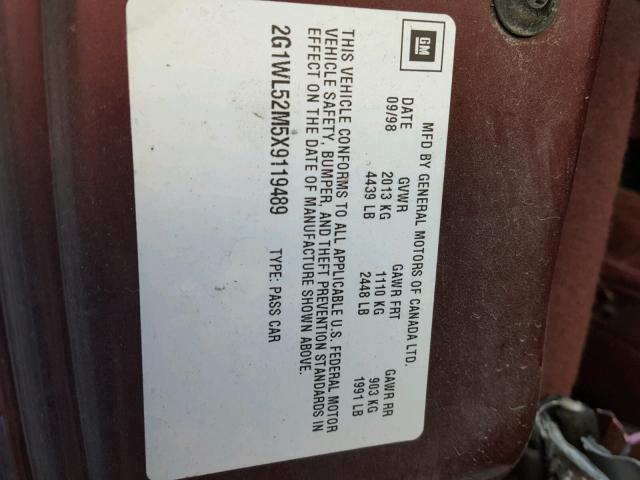 GM
MFD BY GENERAL MOTORS OF CANADA LTD.
DATE GVWR GAWR FRT GAWR RR
09/98 2013 KG 1110 KG 903 KG
4439 LB 2448 LB 1991 LB
THIS VEHICLE CONFORMS TO ALL APPLICABLE U.S. FEDERAL MOTOR
VEHICLE SAFETY, BUMPER, AND THEFT PREVENTION STANDARDS IN
EFFECT ON THE DATE OF MANUFACTURE SHOWN ABOVE.
2G1WL52M5X9119489 TYPE: PASS CAR